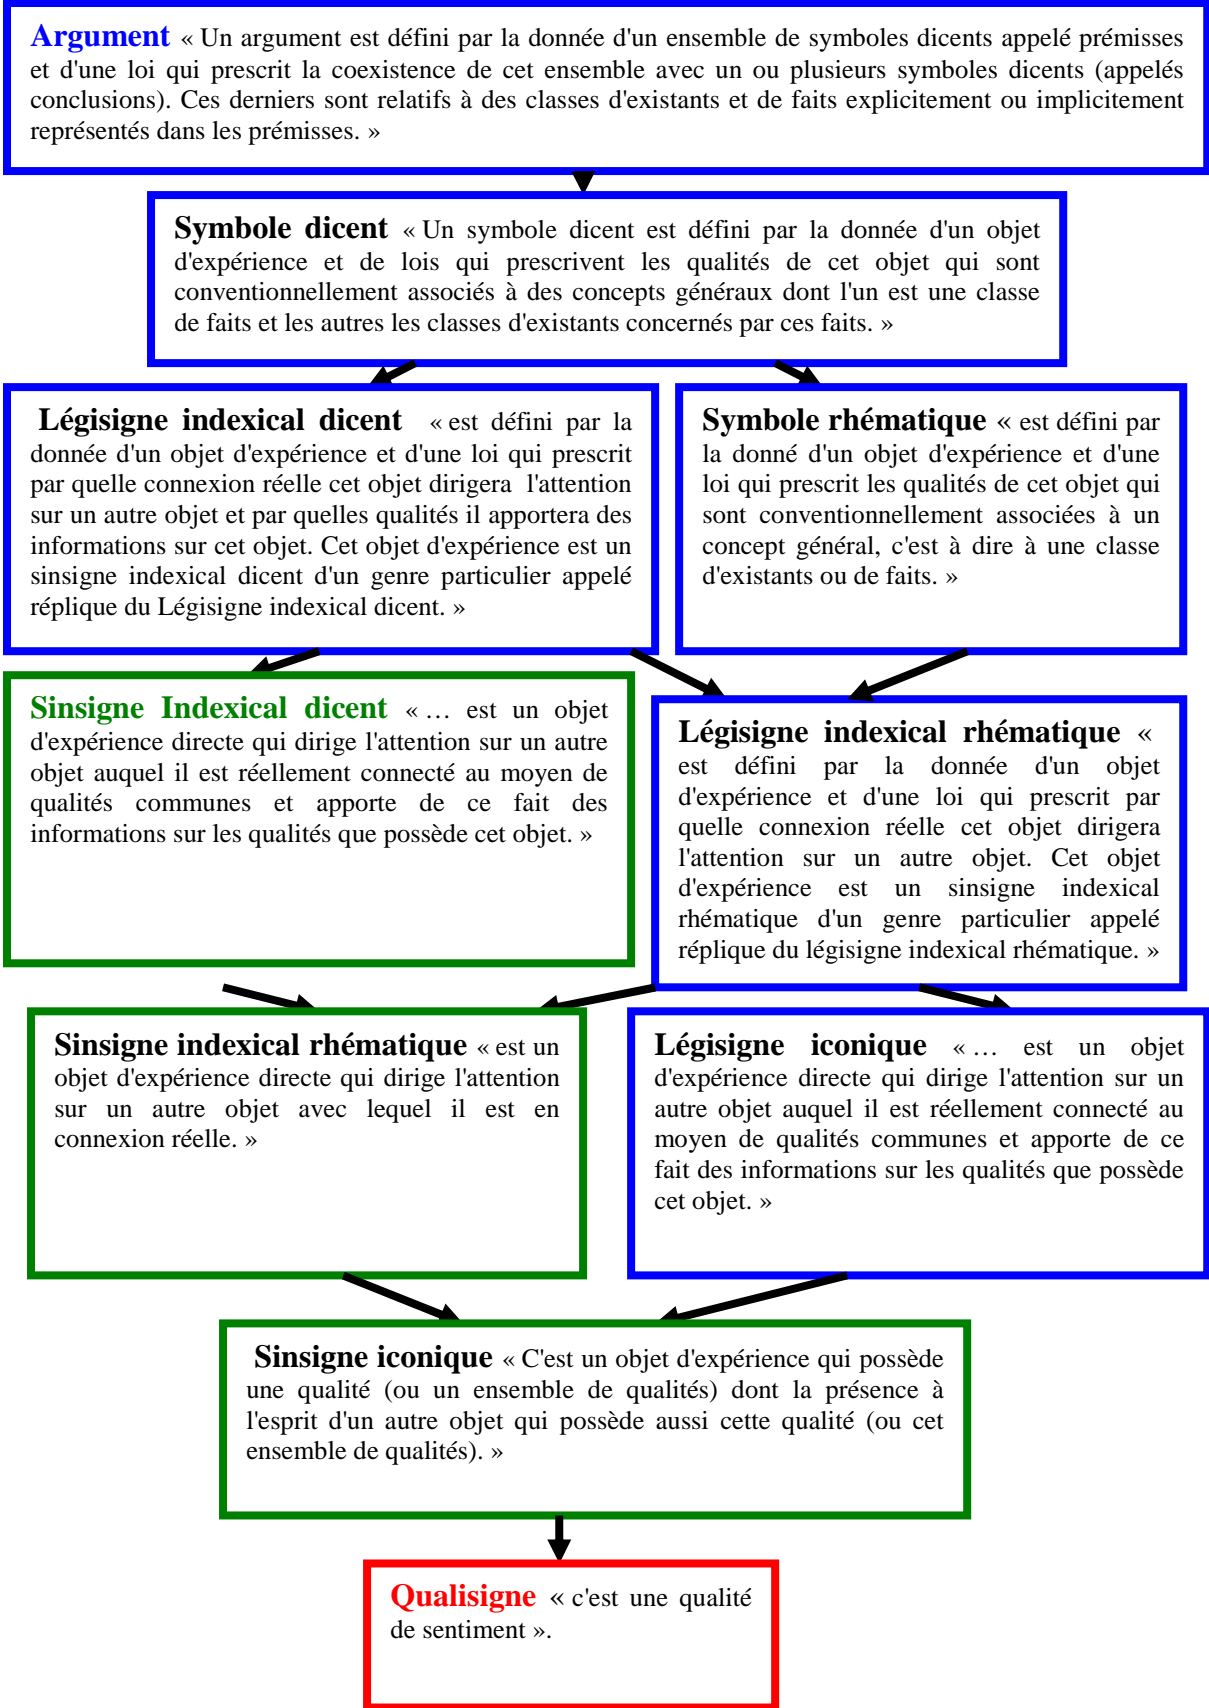 Argument « Un argument est défini par la donnée d'un ensemble de symboles dicents appelé prémisses
et d'une loi qui prescrit la coexistence de cet ensemble avec un ou plusieurs symboles dicents (appelés
conclusions). Ces derniers sont relatifs à des classes d'existants et de faits explicitement ou implicitement
représentés dans les prémisses. »
Symbole dicent « Un symbole dicent est défini par la donnée d'un objet
d'expérience et de lois qui prescrivent les qualités de cet objet qui sont
conventionnellement associés à des concepts généraux dont l'un est une classe
de faits et les autres les classes d'existants concernés par ces faits. »
Légisigne indexical dicent « est défini par la
donnée d'un objet d'expérience et d'une loi qui prescrit
par quelle connexion réelle cet objet dirigera l'attention
sur un autre objet et par quelles qualités il apportera des
informations sur cet objet. Cet objet d'expérience est un
sinsigne indexical dicent d'un genre particulier appelé
réplique du Légisigne indexical dicent. »
Symbole rhématique « est défini par
la donné d'un objet d'expérience et d'une
loi qui prescrit les qualités de cet objet qui
sont conventionnellement associées à un
concept général, c'est à dire à une classe
d'existants ou de faits. »
Sinsigne Indexical dicent « … est un objet
d'expérience directe qui dirige l'attention sur un autre
objet auquel il est réellement connecté au moyen de
qualités communes et apporte de ce fait des
informations sur les qualités que possède cet objet. »
Légisigne indexical rhématique «
est défini par la donnée d'un objet
d'expérience et d'une loi qui prescrit par
quelle connexion réelle cet objet dirigera
l'attention sur un autre objet. Cet objet
d'expérience est un sinsigne indexical
rhématique d'un genre particulier appelé
réplique du légisigne indexical rhématique. »
Sinsigne indexical rhématique « est un
objet d'expérience directe qui dirige l'attention
sur un autre objet avec lequel il est en
connexion réelle. »
Légisigne iconique « … est un objet
d'expérience directe qui dirige l'attention sur un
autre objet auquel il est réellement connecté au
moyen de qualités communes et apporte de ce
fait des informations sur les qualités que possède
cet objet. »
Sinsigne iconique « C'est un objet d'expérience qui possède
une qualité (ou un ensemble de qualités) dont la présence à
l'esprit d'un autre objet qui possède aussi cette qualité (ou cet
ensemble de qualités). »
Qualisigne « c'est une qualité
de sentiment ».